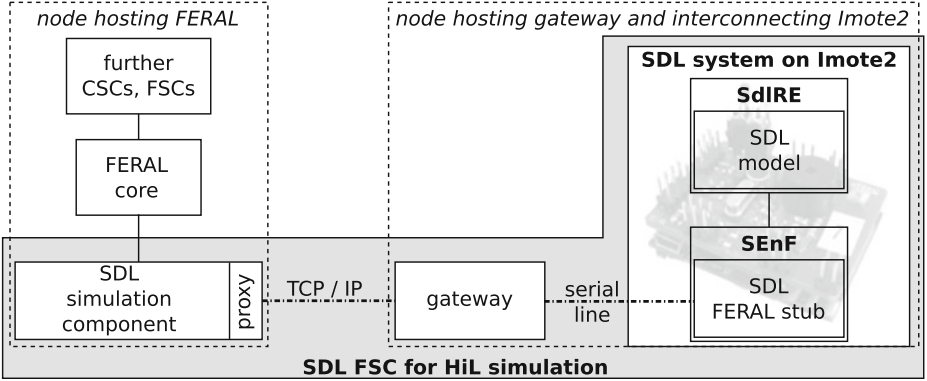 node hosting FERAL
node hosting gateway and interconnecting Imote2
further
CSCs, FSCs
FERAL
core
SDL
simulation
component
proxy
TCP / IP
gateway
serial
line
SDL system on Imote2
SdlRE
SDL
model
SEnF
SDL
FERAL stub
SDL FSC for HiL simulation